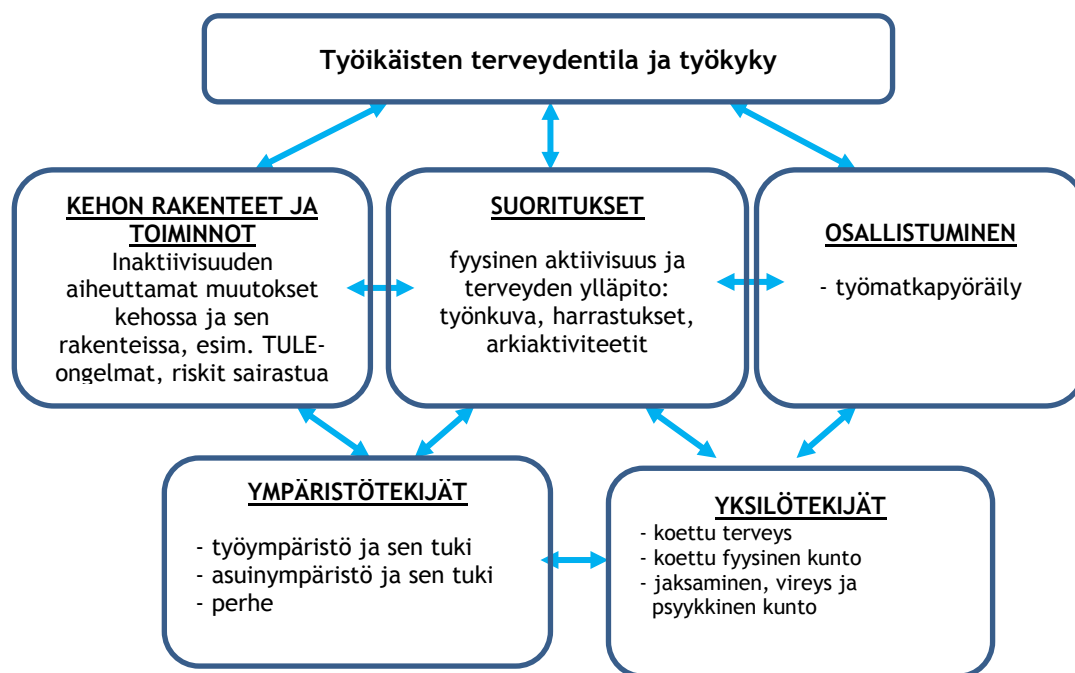 Työikäisten terveydentila ja työkyky
KEHON RAKENTEET JA
TOIMINNOT
Inaktiivisuuden
aiheuttamat muutokset
kehossa ja sen
rakenteissa, esim. TULE-
ongelmat, riskit sairastua
SUORITUKSET
fyysinen aktiivisuus ja
terveyden ylläpito:
työnkuva, harrastukset,
arkiaktiviteetit
OSALLISTUMINEN
- työmatkapyöräily
YMPÄRISTÖTEKIJÄT
- työympäristö ja sen tuki
- asuinympäristö ja sen tuki
- perhe
YKSILÖTEKIJÄT
- koettu terveys
- koettu fyysinen kunto
- jaksaminen, vireys ja
psyykkinen kunto